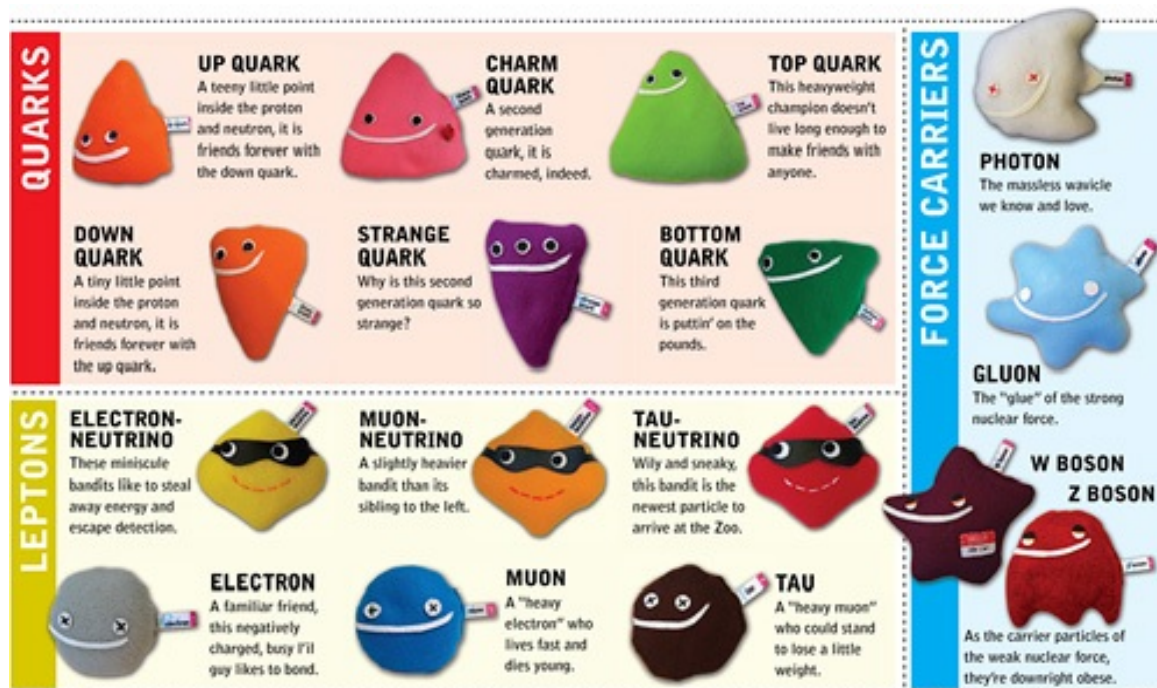 QUARKS
UP QUARK
A teeny little point
inside the proton
and neutron, it is
friends forever with
the down quark.
CHARM
QUARK
A second
generation
quark, it is
charmed, indeed.
TOP QUARK
This heavyweight
champion doesn't
live long enough to
make friends with
anyone.
DOWN
QUARK
A tiny little point
inside the proton
and neutron, it is
friends forever with
the up quark.
STRANGE
QUARK
Why is this second
generation quark so
strange?
BOTTOM
QUARK
This third
generation quark
is puttin' on the
pounds.
LEPTONS
ELECTRON-
NEUTRINO
These miniscule
bandits like to steal
away energy and
escape detection.
MUON-
NEUTRINO
A slightly heavier
bandit than its
sibling to the left.
TAU-
NEUTRINO
Wily and sneaky,
this bandit is the
newest particle to
arrive at the Zoo.
ELECTRON
A familiar friend,
this negatively
charged, busy l'il
guy likes to bond.
MUON
A "heavy
electron" who
lives fast and
dies young.
TAU
A "heavy muon"
who could stand
to lose a little
weight.
FORCE CARRIERS
PHOTON
The massless wavicle
we know and love.
GLUON
The "glue" of the strong
nuclear force.
W BOSON
Z BOSON
As the carrier particles of
the weak nuclear force,
they're downright obese.